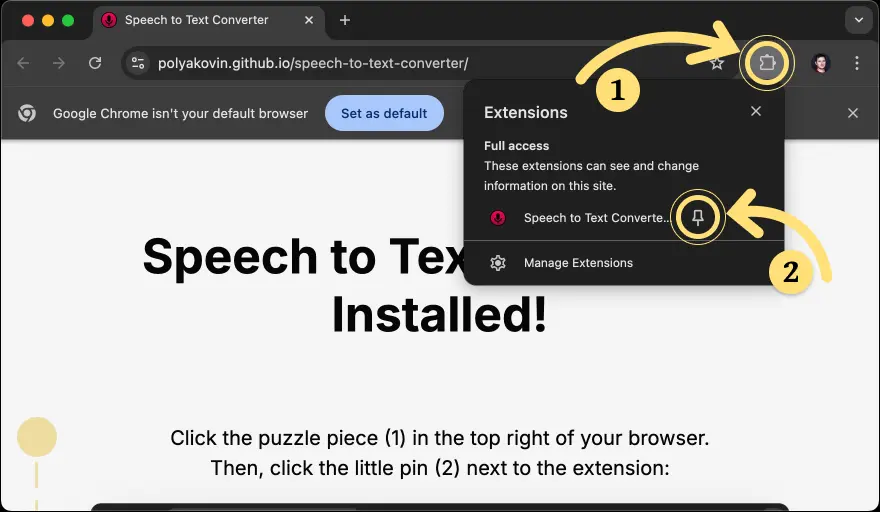 Speech to Text Converter
polyakovin.github.io/speech-to-text-converter/
1
Google Chrome isn't your default browser
Set as default
Extensions
Full access
These extensions can see and change
information on this site.
Speech to Text Converte...
2
Manage Extensions
Speech to Tex
Installed!
Click the puzzle piece (1) in the top right of your browser.
Then, click the little pin (2) next to the extension: